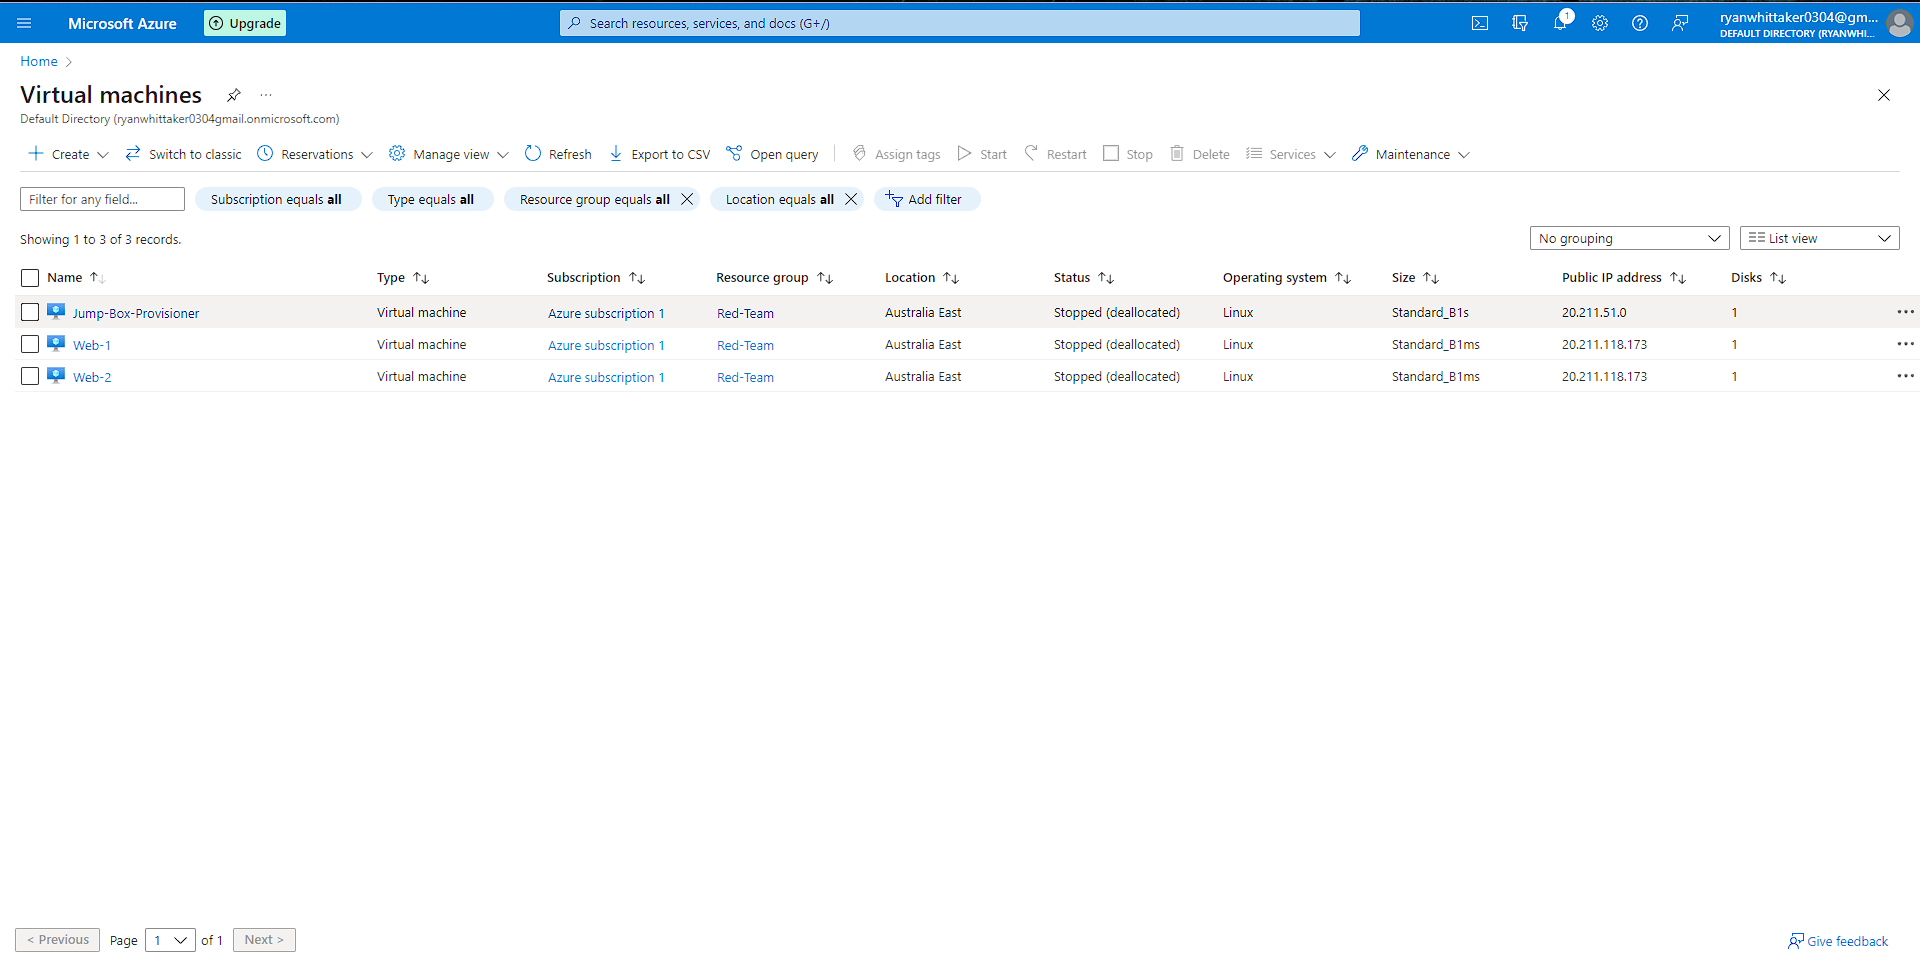 Microsoft Azure Upgrade Search resources, services, and docs (G+/) 1 ryanwhittaker0304@gm...
DEFAULT DIRECTORY (RYANWHI...
Home >
Virtual machines ...
Default Directory (ryanwhittaker0304gmail.onmicrosoft.com)
+ Create Switch to classic Reservations Manage view Refresh Export to CSV Open query Assign tags Start Restart Stop Delete Services Maintenance
Filter for any field... Subscription equals all Type equals all Resource group equals all Location equals all Add filter
Showing 1 to 3 of 3 records. No grouping List view
Name Type Subscription Resource group Location Status Operating system Size Public IP address Disks
Jump-Box-Provisioner Virtual machine Azure subscription 1 Red-Team Australia East Stopped (deallocated) Linux Standard_B1s 20.211.51.0 1 ...
Web-1 Virtual machine Azure subscription 1 Red-Team Australia East Stopped (deallocated) Linux Standard_B1ms 20.211.118.173 1 ...
Web-2 Virtual machine Azure subscription 1 Red-Team Australia East Stopped (deallocated) Linux Standard_B1ms 20.211.118.173 1 ...
< Previous Page 1 of 1 Next > Give feedback